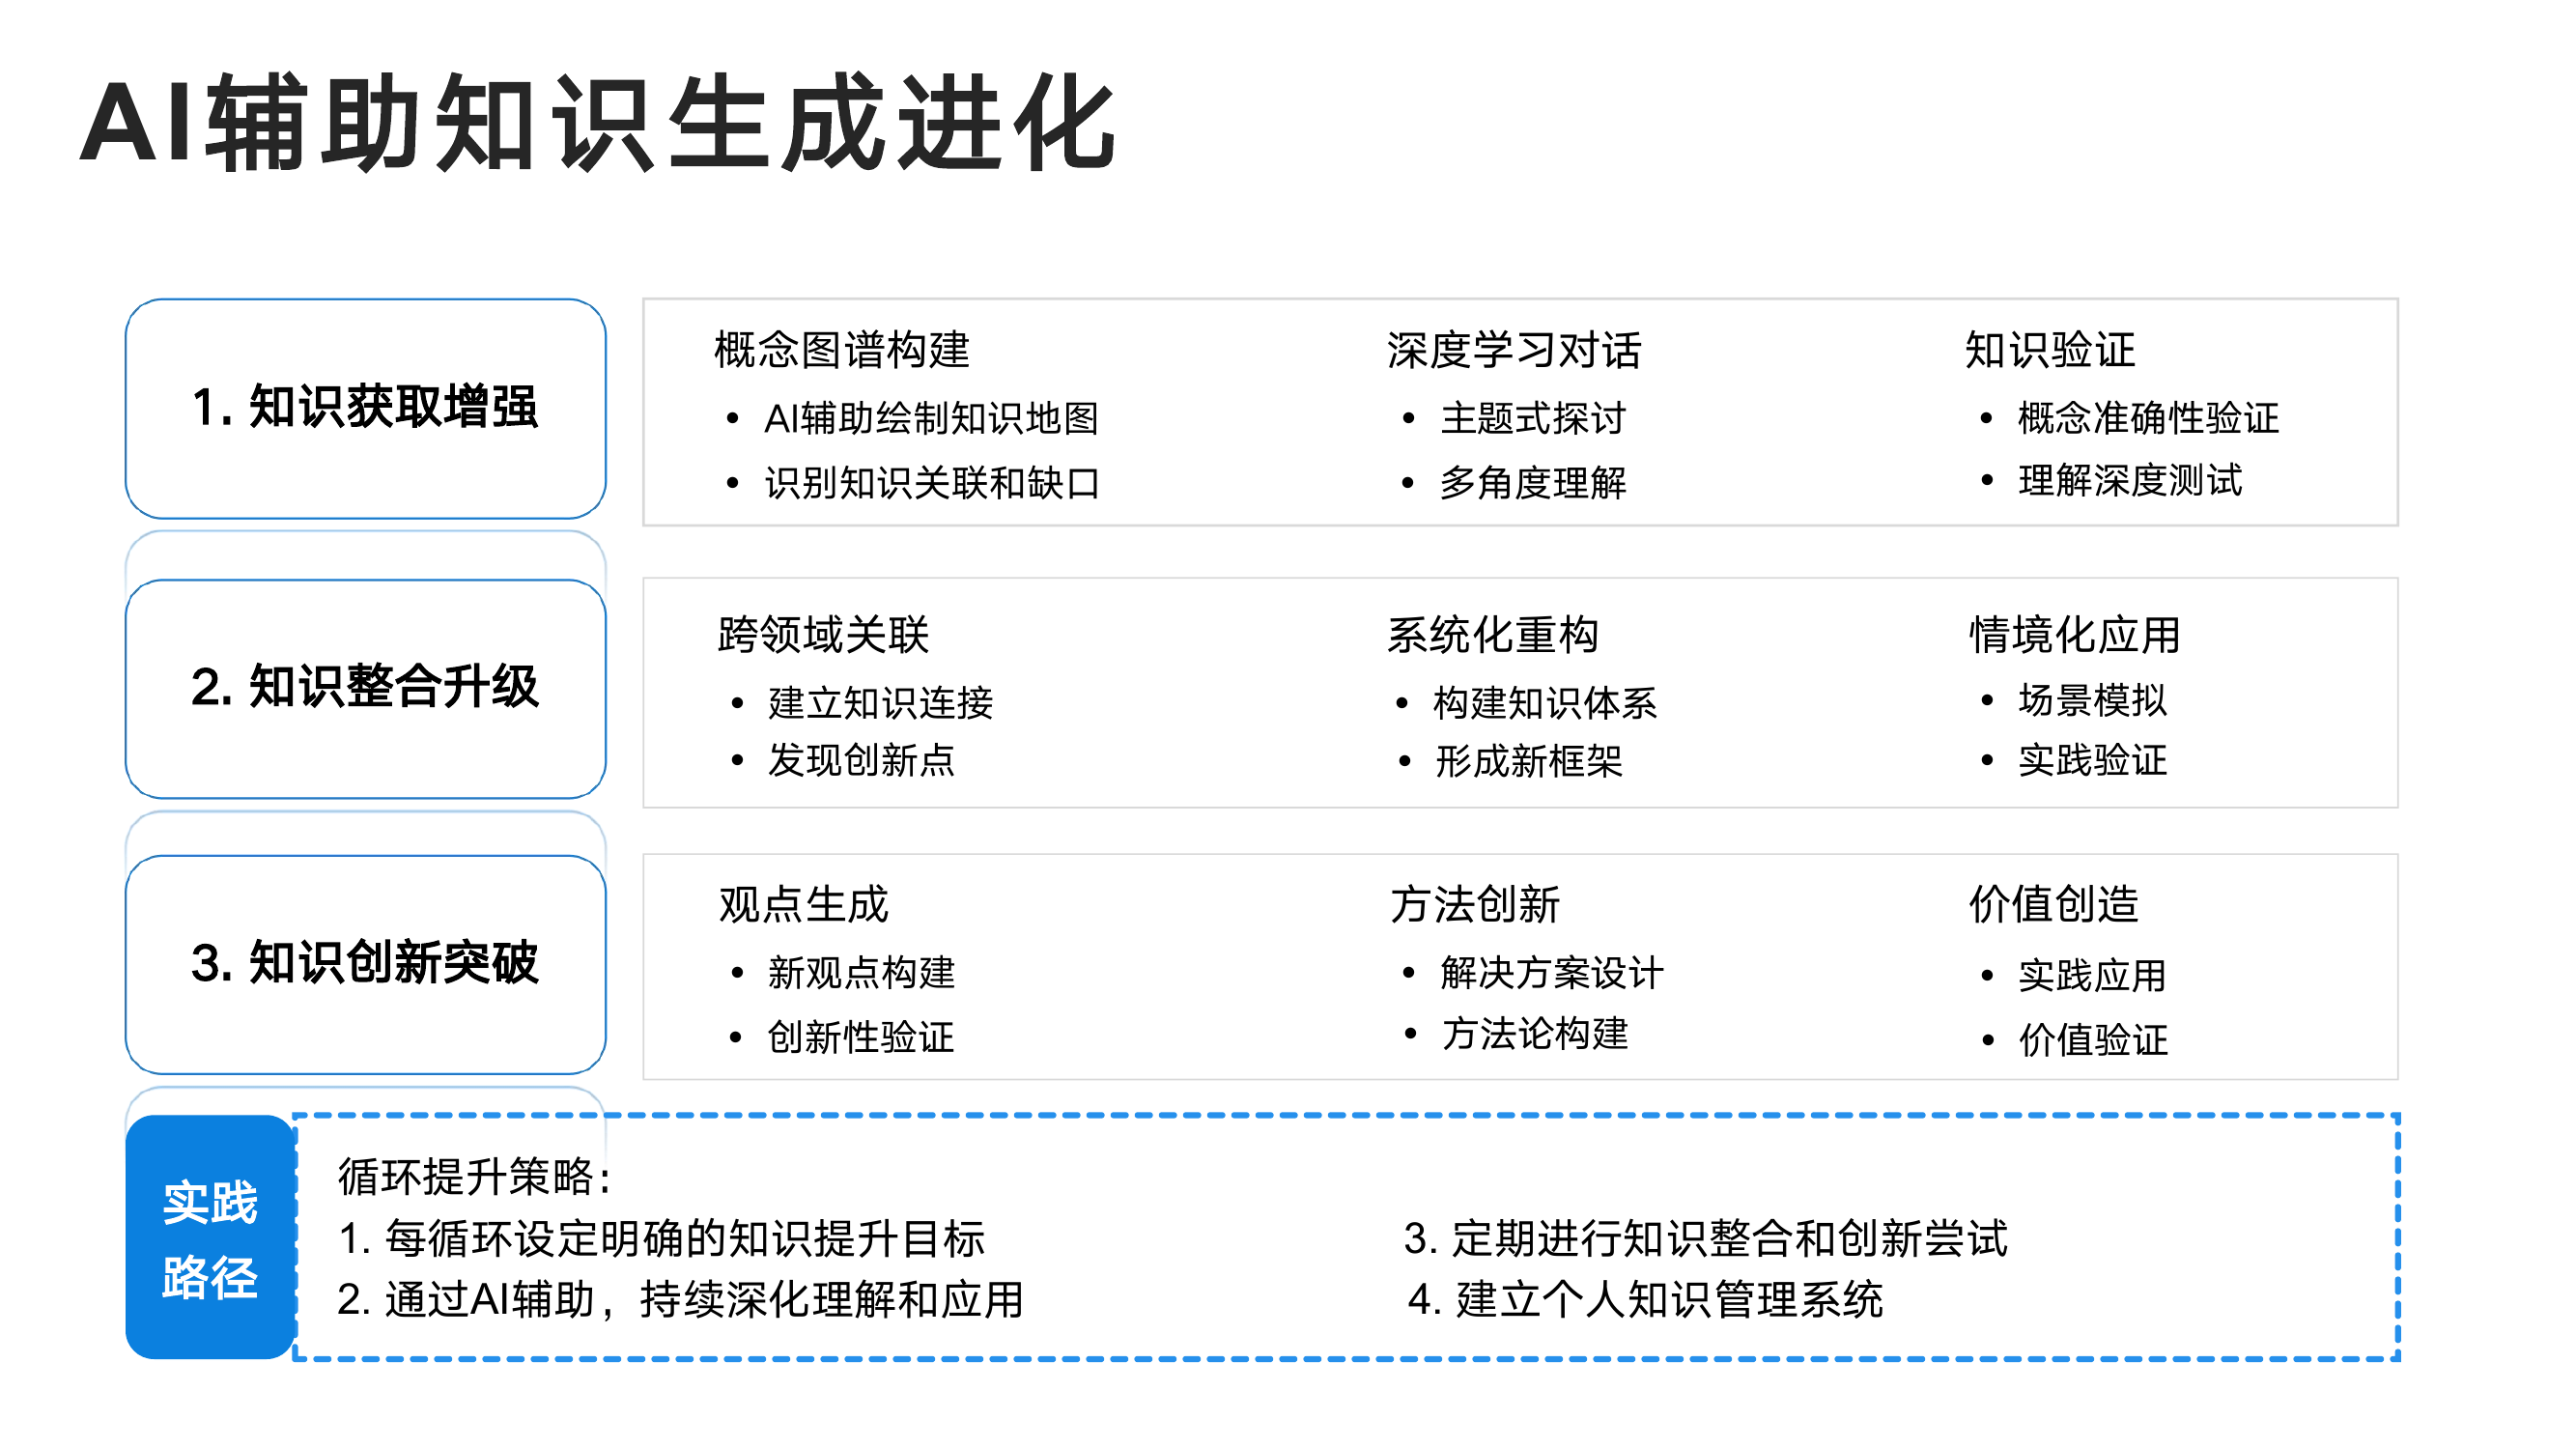 AI辅助知识生成进化
1. 知识获取增强
概念图谱构建
• AI辅助绘制知识地图
• 识别知识关联和缺口
深度学习对话
• 主题式探讨
• 多角度理解
知识验证
• 概念准确性验证
• 理解深度测试
2. 知识整合升级
跨领域关联
• 建立知识连接
• 发现创新点
系统化重构
• 构建知识体系
• 形成新框架
情境化应用
• 场景模拟
• 实践验证
3. 知识创新突破
观点生成
• 新观点构建
• 创新性验证
方法创新
• 解决方案设计
• 方法论构建
价值创造
• 实践应用
• 价值验证
实践
路径
循环提升策略:
1. 每循环设定明确的知识提升目标
2. 通过AI辅助，持续深化理解和应用
3. 定期进行知识整合和创新尝试
4. 建立个人知识管理系统